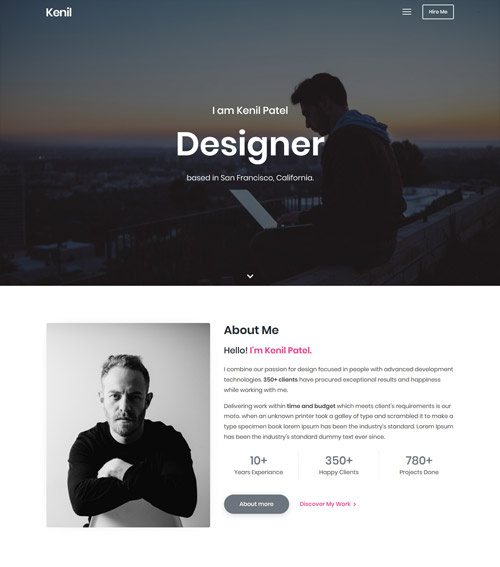 Kenil
Hire Me
I am Kenil Patel
Designer
based in San Francisco, California.
About Me
Hello! I'm Kenil Patel.
I combine our passion for design focused in people with advanced development
technologies. 350+ clients have procured exceptional results and happiness
while working with me.
Delivering work within time and budget which meets client's requirements is our
moto. when an unknown printer took a galley of type and scrambled it to make a
type specimen book lorem Ipsum has been the industry's standard. Lorem Ipsum
has been the industry's standard dummy text ever since.
10+ 350+ 780+
Years Experiance Happy Clients Projects Done
About more Discover My Work